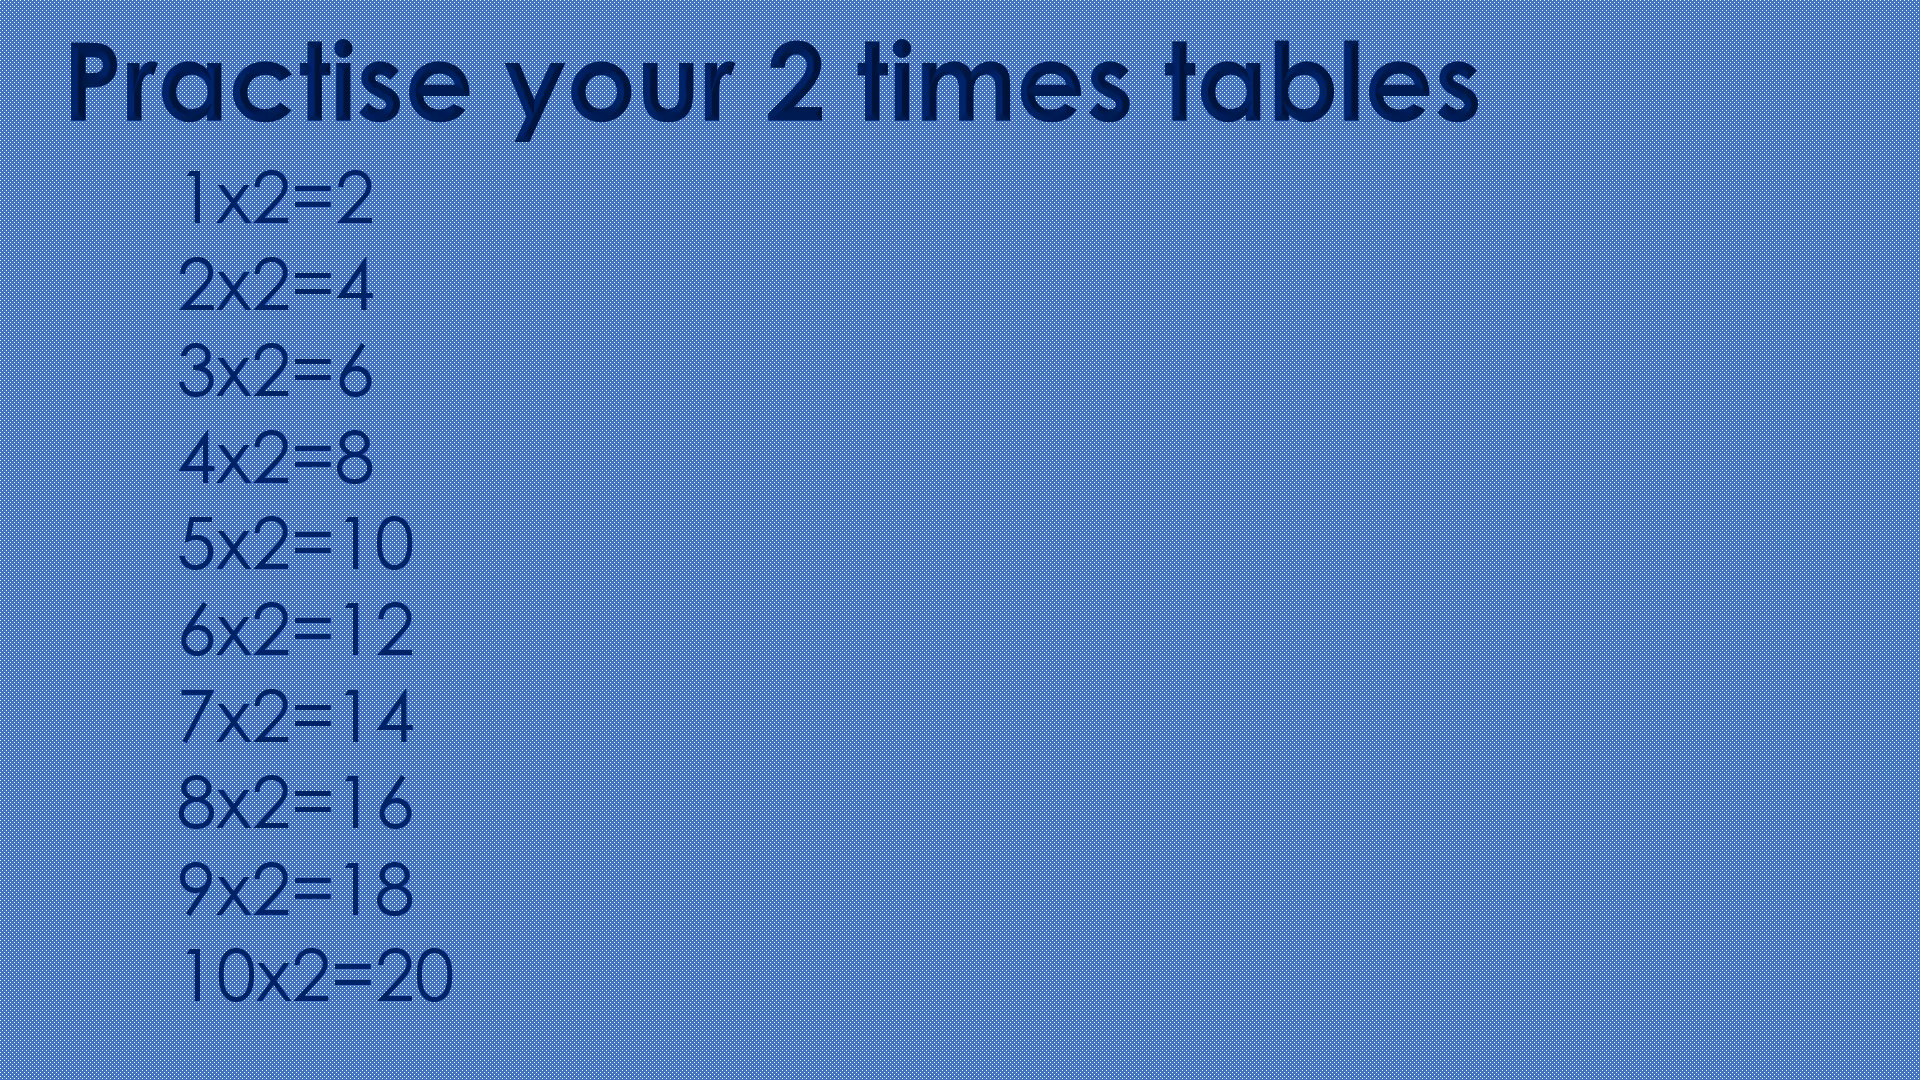 Practise your 2 times tables
1x2=2
2x2=4
3x2=6
4x2=8
5x2=10
6x2=12
7x2=14
8x2=16
9x2=18
10x2=20